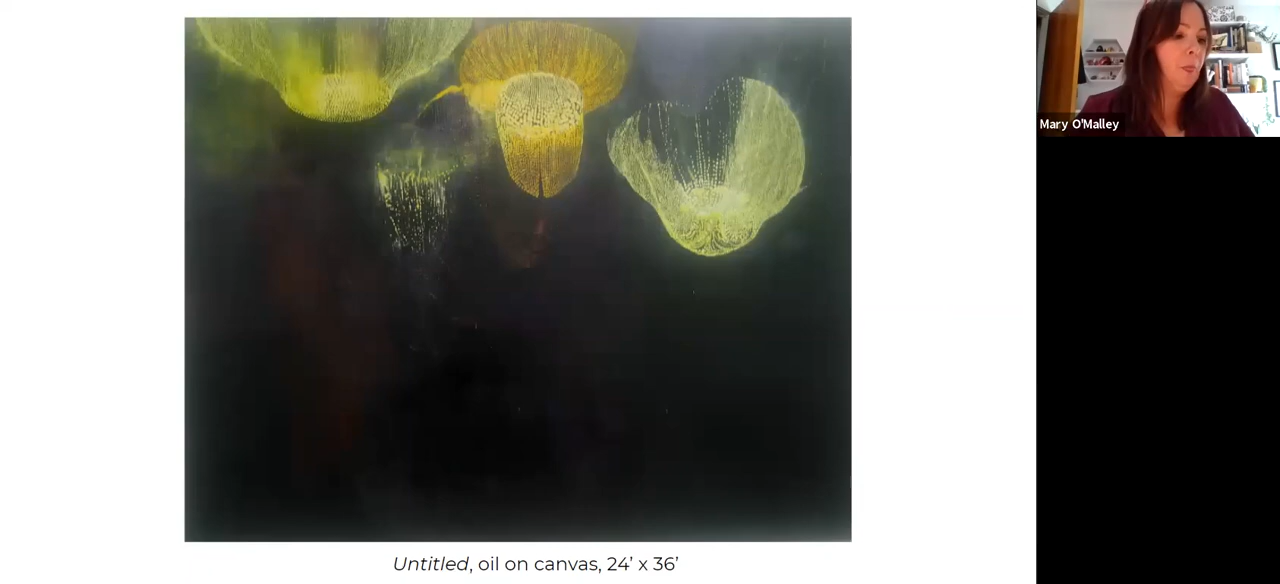 Mary O'Malley
Untitled, oil on canvas, 24’ x 36’